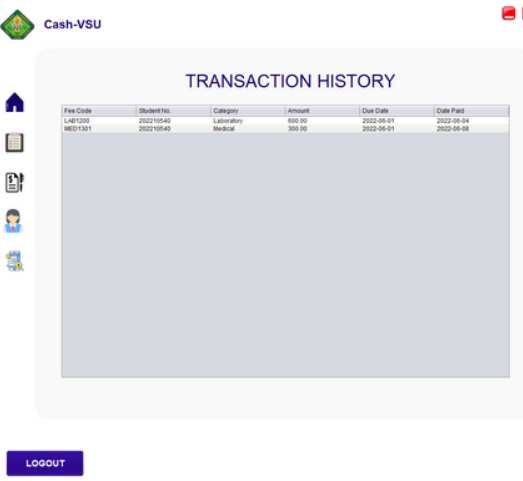 Cash-VSU
TRANSACTION HISTORY
Fee Code Student No. Category Amount Due Date Date Paid
LAB1200 202210540 Laboratory 600.00 2022-06-01 2022-06-04
MED1301 202210540 Medical 300.00 2022-06-01 2022-06-08
LOGOUT